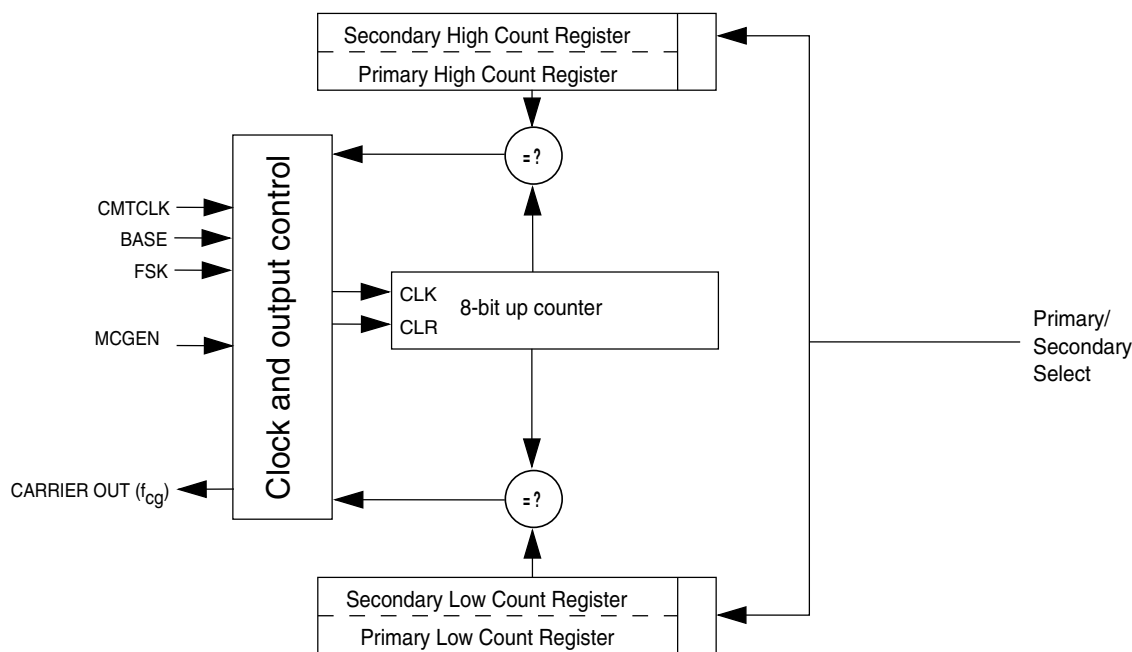 Secondary High Count Register
Primary High Count Register
= ?
Clock and output control
CMTCLK
BASE
FSK
MCGEN
CLK
CLR
8-bit up counter
Primary/
Secondary
Select
CARRIER OUT (fcg)
= ?
Secondary Low Count Register
Primary Low Count Register